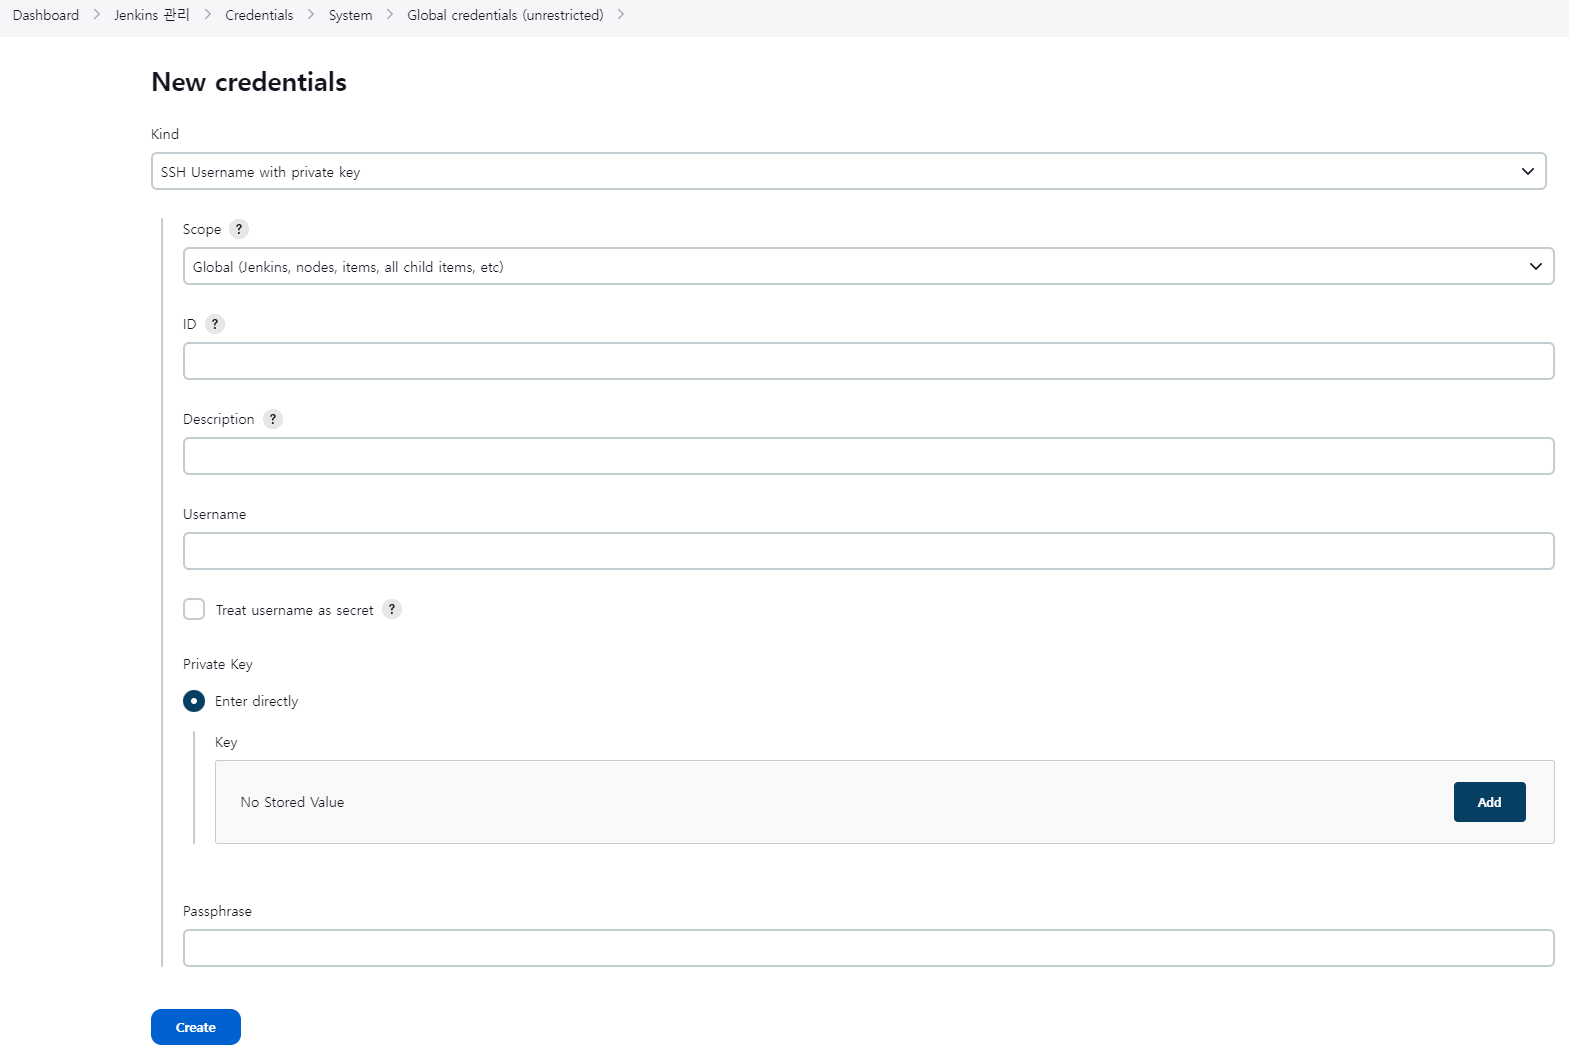 Dashboard > Jenkins 관리 > Credentials > System > Global credentials (unrestricted) >
New credentials
Kind
SSH Username with private key
Scope ?
Global (Jenkins, nodes, items, all child items, etc)
ID ?
Description ?
Username
Treat username as secret ?
Private Key
Enter directly
Key
No Stored Value
Add
Passphrase
Create